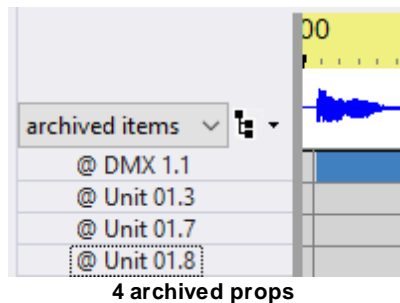 00
archived items
@ DMX 1.1
@ Unit 01.3
@ Unit 01.7
@ Unit 01.8
4 archived props